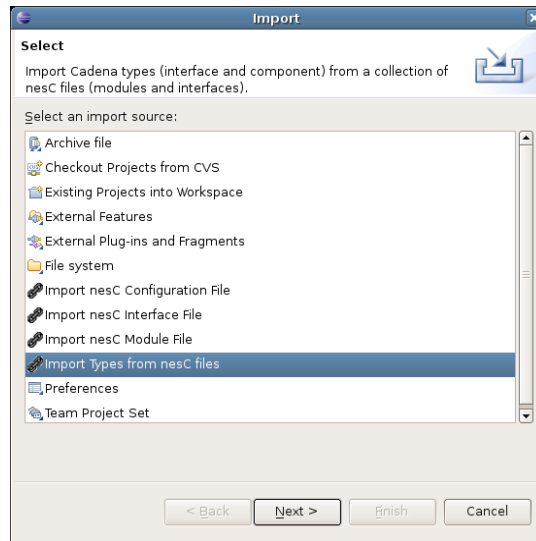 Import
Select
Import Cadena types (interface and component) from a collection of
nesC files (modules and interfaces).
Select an import source:
Archive file
Checkout Projects from CVS
Existing Projects into Workspace
External Features
External Plug-ins and Fragments
File system
Import nesC Configuration File
Import nesC Interface File
Import nesC Module File
Import Types from nesC files
Preferences
Team Project Set
< Back
Next >
Finish
Cancel